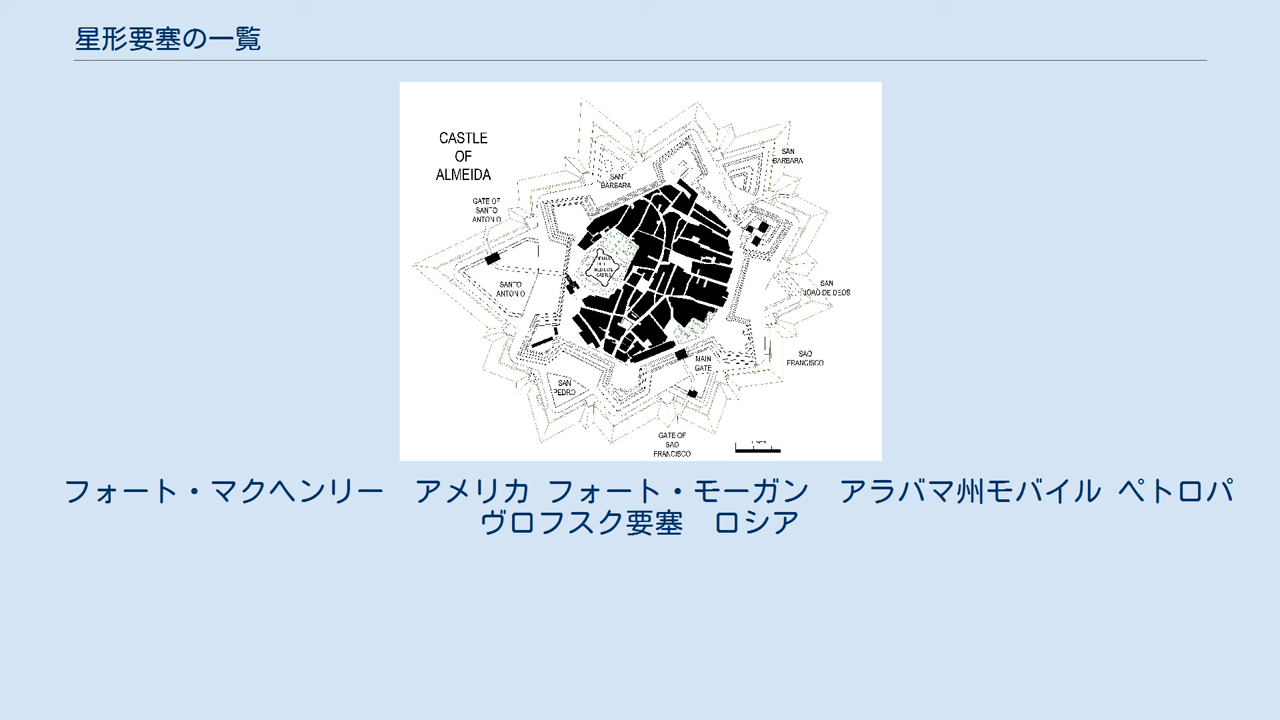 星形要塞の一覧
CASTLE
OF
ALMEIDA
SAN
BARBARA
SAN
BARBARA
GATE OF
SANTO
ANTONIO
SANTO
ANTONIO
SAN
JOAO DE DEUS
SAO
FRANCISCO
MAIN
GATE
SAN
PEDRO
GATE OF
SAO
FRANCISCO
フォート・マクヘンリー　アメリカ フォート・モーガン　アラバマ州モバイル ペトロパ
ヴロフスク要塞　ロシア